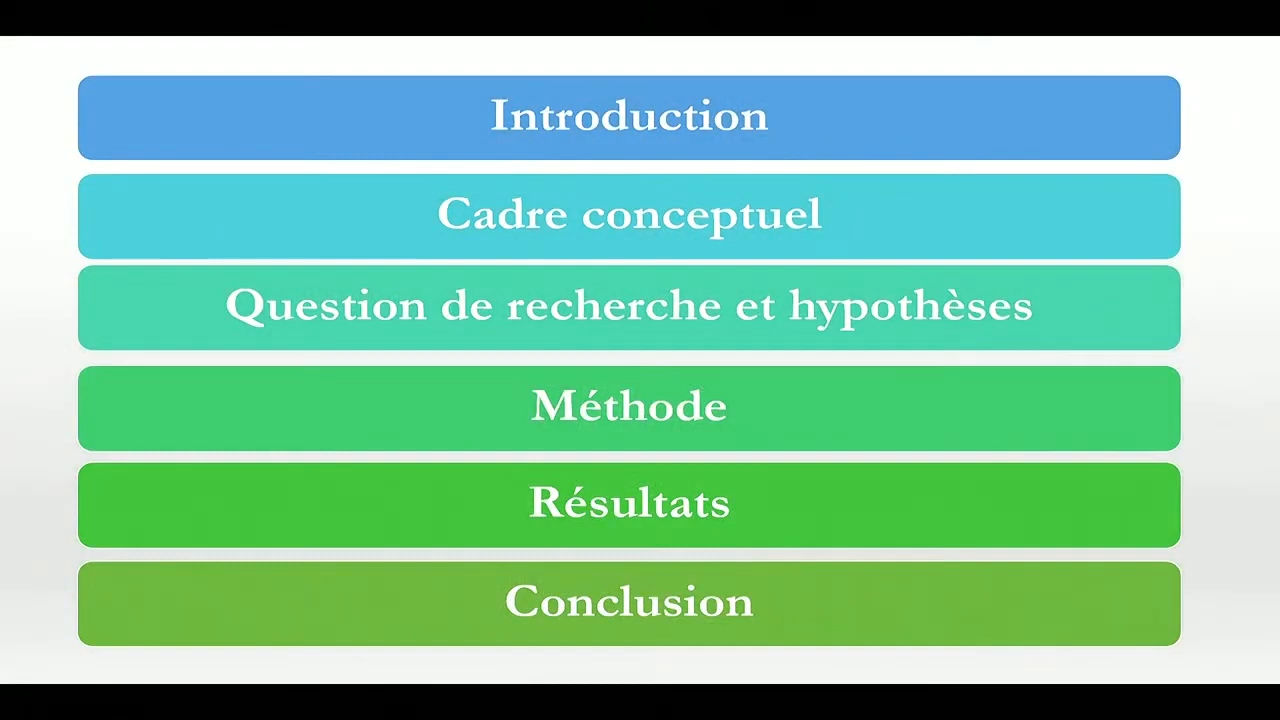 Introduction
Cadre conceptuel
Question de recherche et hypothèses
Méthode
Résultats
Conclusion